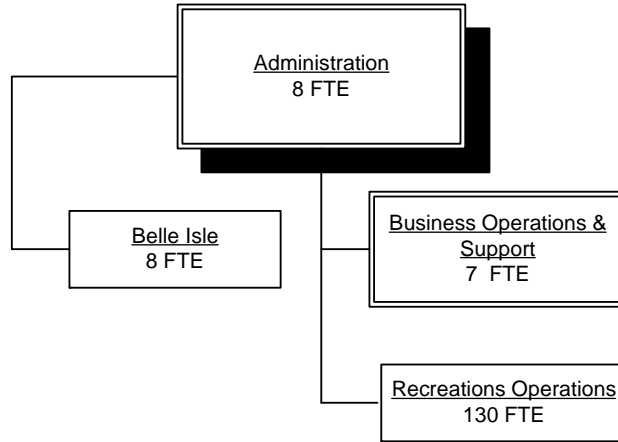 Administration
8 FTE
Belle Isle
8 FTE
Business Operations &
Support
7 FTE
Recreations Operations
130 FTE